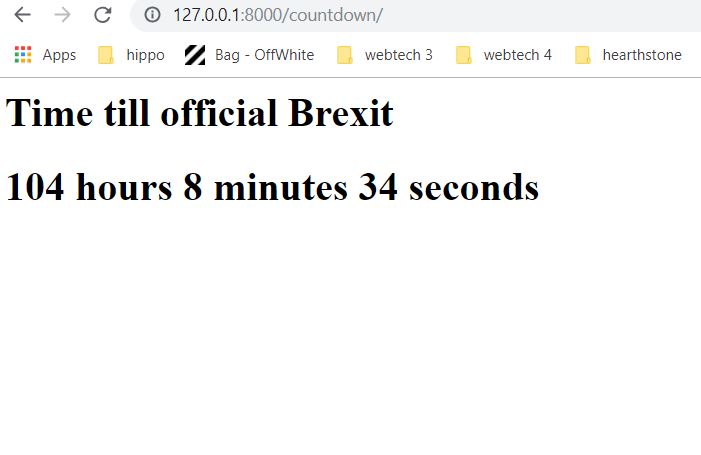 127.0.0.1:8000/countdown/
Apps hippo Bag - OffWhite webtech 3 webtech 4 hearthstone
Time till official Brexit
104 hours 8 minutes 34 seconds